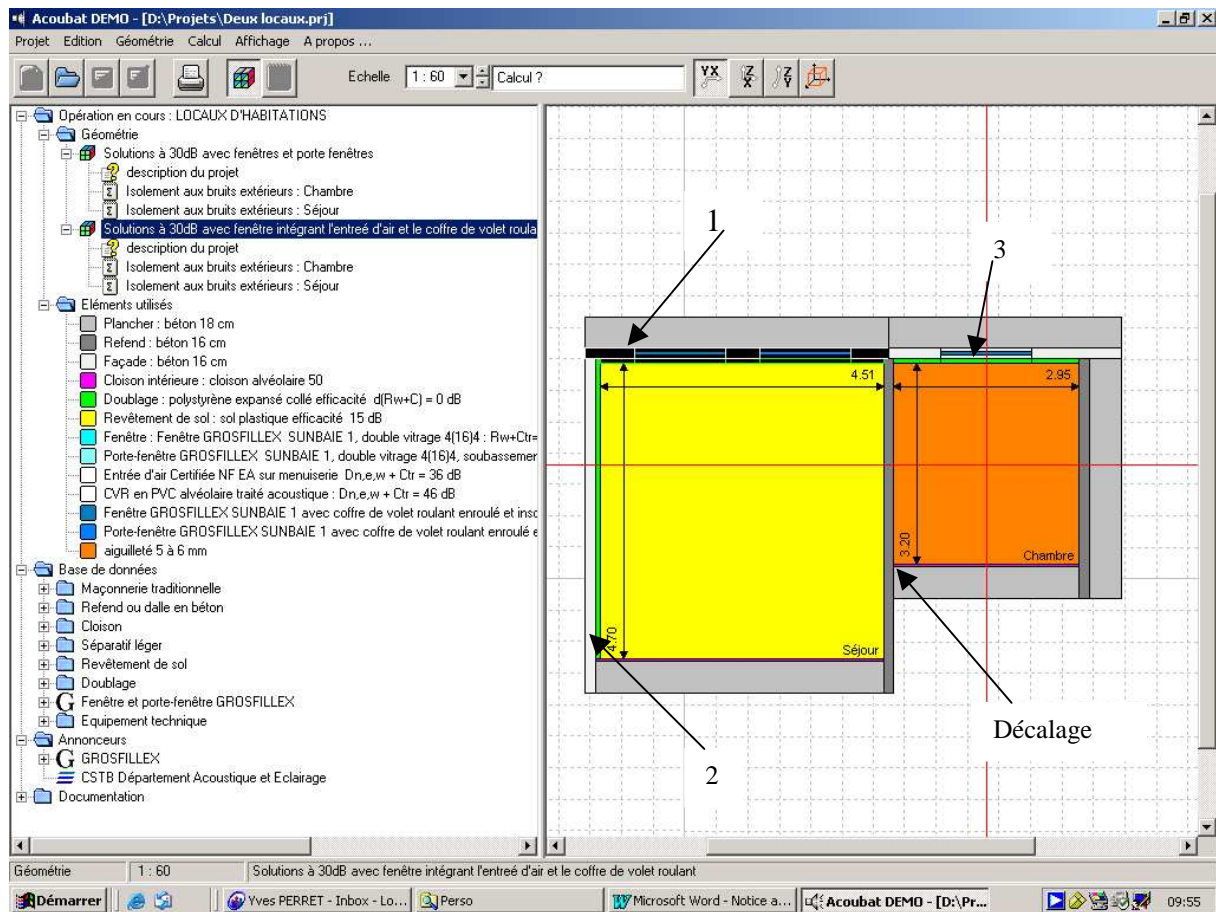 Acoubat DEMO - [D:\Projets\Deux locaux.prj]
Projet Edition Géométrie Calcul Affichage A propos ...
Echelle 1 : 60 Calcul ? YX Z X Z Y
Opération en cours : LOCAUX D'HABITATIONS
Géométrie
Solutions à 30dB avec fenêtres et porte fenêtres
description du projet
Isolement aux bruits extérieurs : Chambre
Isolement aux bruits extérieurs : Séjour
Solutions à 30dB avec fenêtre intégrant l'entreé d'air et le coffre de volet roula
description du projet
Isolement aux bruits extérieurs : Chambre
Isolement aux bruits extérieurs : Séjour
Eléments utilisés
Plancher : béton 18 cm
Refend : béton 16 cm
Façade : béton 16 cm
Cloison intérieure : cloison alvéolaire 50
Doublage : polystyrène expansé collé efficacité d(Rw+C) = 0 dB
Revêtement de sol : sol plastique efficacité 15 dB
Fenêtre : Fenêtre GROSFILLEX SUNBAIE 1, double vitrage 4(16)4 : Rw+Ctr=
Porte-fenêtre GROSFILLEX SUNBAIE 1, double vitrage 4(16)4, soubassemer
Entrée d'air Certifiée NF EA sur menuiserie Dn,e,w + Ctr = 36 dB
CVR en PVC alvéolaire traité acoustique : Dn,e,w + Ctr = 46 dB
Fenêtre GROSFILLEX SUNBAIE 1 avec coffre de volet roulant enroulé et insc
Porte-fenêtre GROSFILLEX SUNBAIE 1 avec coffre de volet roulant enroulé e
aiguilleté 5 à 6 mm
Base de données
Maçonnerie traditionnelle
Refend ou dalle en béton
Cloison
Séparatif léger
Revêtement de sol
Doublage
G Fenêtre et porte-fenêtre GROSFILLEX
Equipement technique
Annonceurs
G GROSFILLEX
CSTB Département Acoustique et Eclairage
Documentation
1
3
4.51
2.95
3.20
Chambre
4.70
Séjour
Décalage
2
Géométrie 1 : 60 Solutions à 30dB avec fenêtre intégrant l'entreé d'air et le coffre de volet roulant
Démarrer Yves PERRET - Inbox - Lo... Perso Microsoft Word - Notice a... Acoubat DEMO - [D:\Pr... 09:55